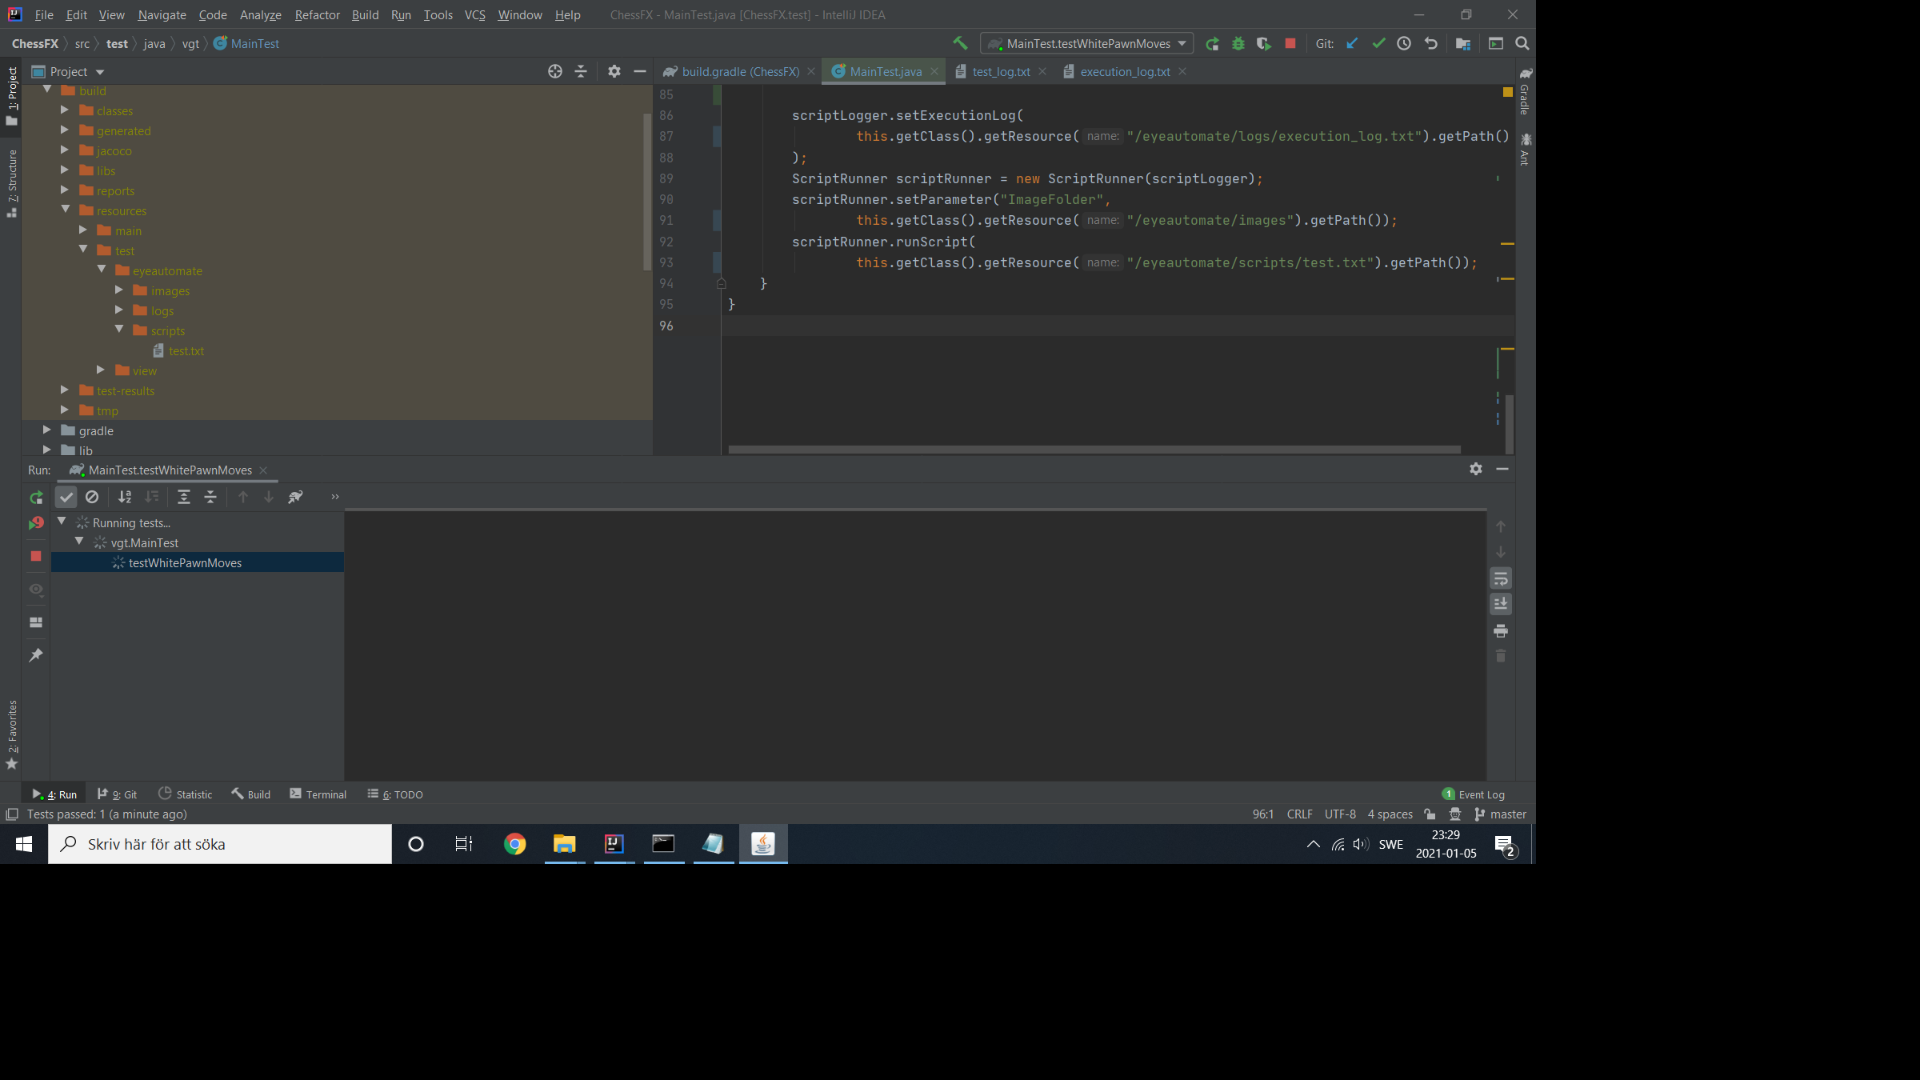 File Edit View Navigate Code Analyze Refactor Build Run Tools VCS Window Help ChessFX - MainTest.java [ChessFX.test] - IntelliJ IDEA
ChessFX src test java vgt MainTest MainTest.testWhitePawnMoves Git:
1: Project
7: Structure
2: Favorites
Project
build
classes
generated
jacoco
libs
reports
resources
main
test
eyeautomate
images
logs
scripts
test.txt
view
test-results
tmp
gradle
lib
build.gradle (ChessFX) MainTest.java test_log.txt execution_log.txt
Gradle
Ant
85
86 scriptLogger.setExecutionLog(
87 this.getClass().getResource( name: "/eyeautomate/logs/execution_log.txt").getPath()
88 );
89 ScriptRunner scriptRunner = new ScriptRunner(scriptLogger);
90 scriptRunner.setParameter("ImageFolder",
91 this.getClass().getResource( name: "/eyeautomate/images").getPath());
92 scriptRunner.runScript(
93 this.getClass().getResource( name: "/eyeautomate/scripts/test.txt").getPath());
94 }
95 }
96
Run: MainTest.testWhitePawnMoves
Running tests...
vgt.MainTest
testWhitePawnMoves
4: Run 9: Git Statistic Build Terminal 6: TODO 1 Event Log
Tests passed: 1 (a minute ago) 96:1 CRLF UTF-8 4 spaces master
Skriv här för att söka SWE 23:29
2021-01-05 2